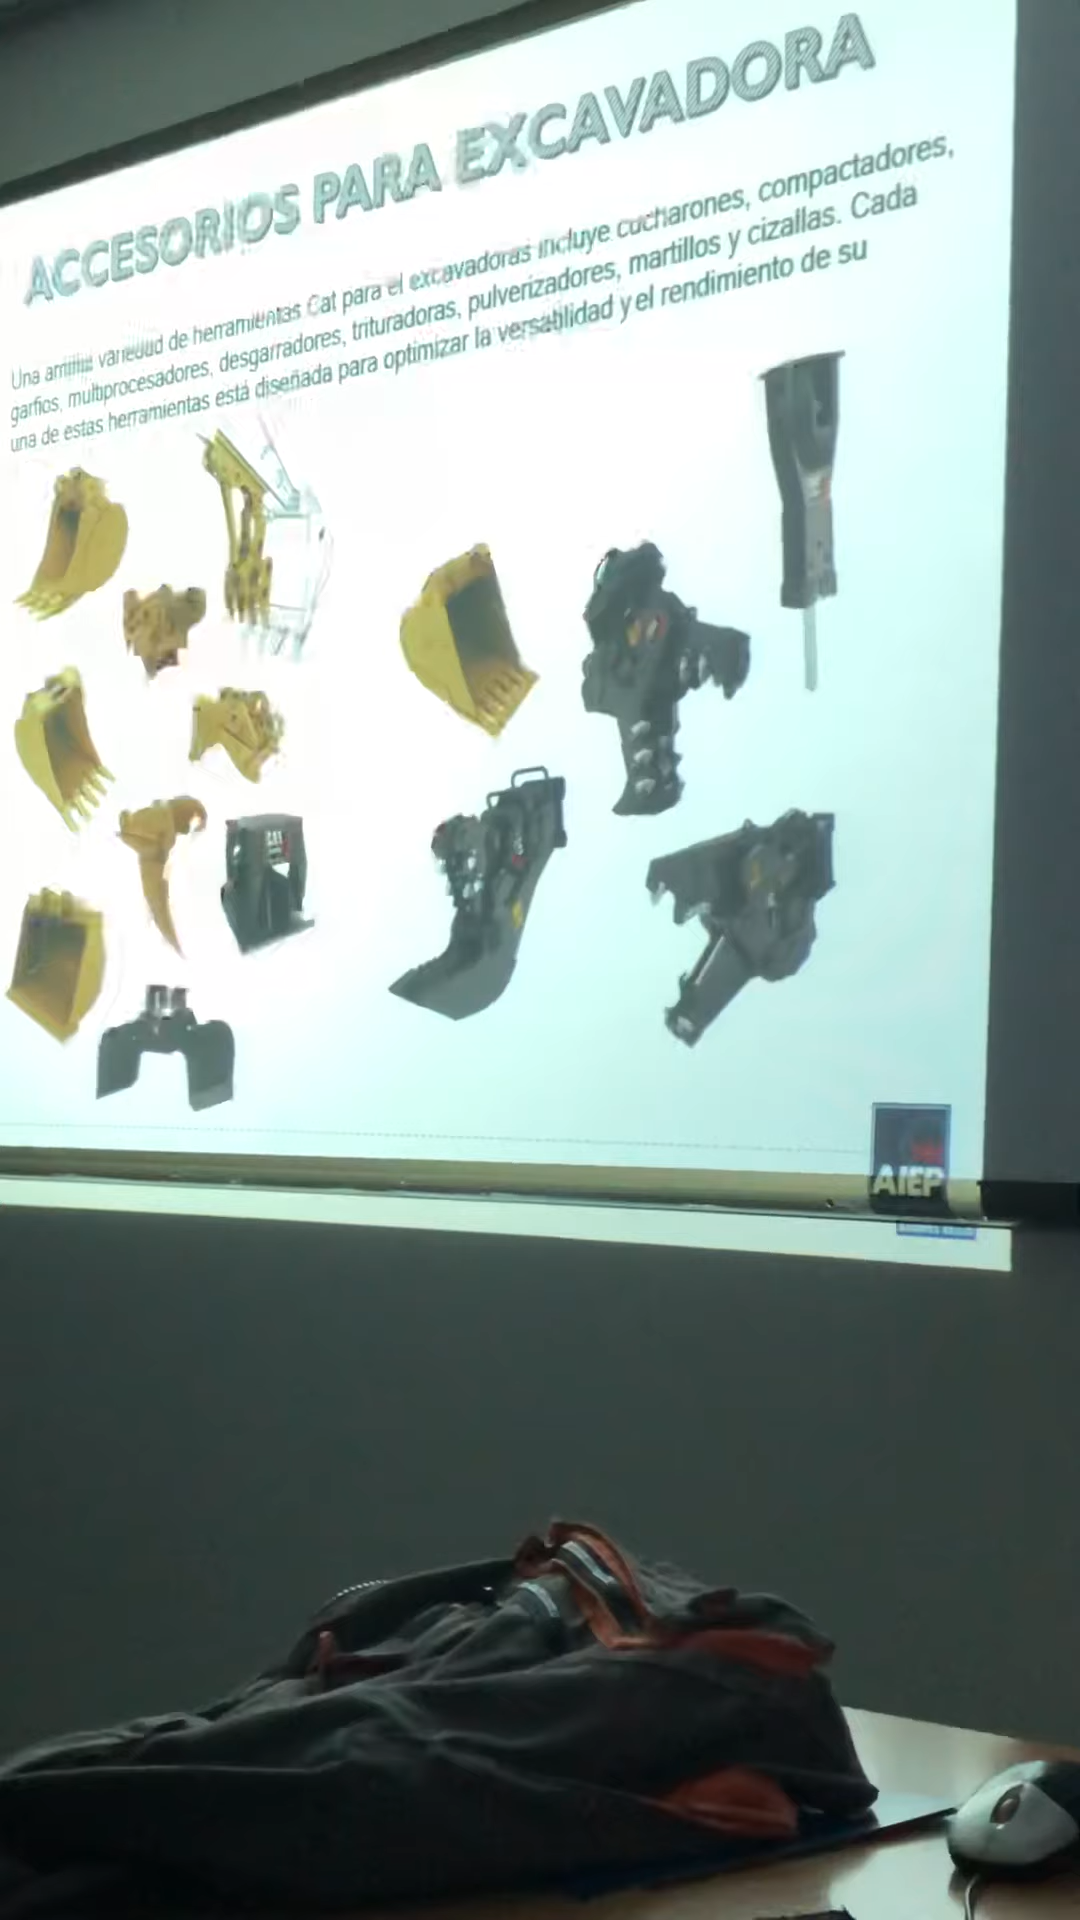 ACCESORIOS PARA EXCAVADORA
Una variedad de herramientas Cat para el excavadoras incluye cucharones, compactadores,
garfios, multiprocesadores, desgarradores, trituradoras, pulverizadores, martillos y cizallas. Cada
una de estas herramientas está diseñada para optimizar la versatilidad y el rendimiento de su
AIEP